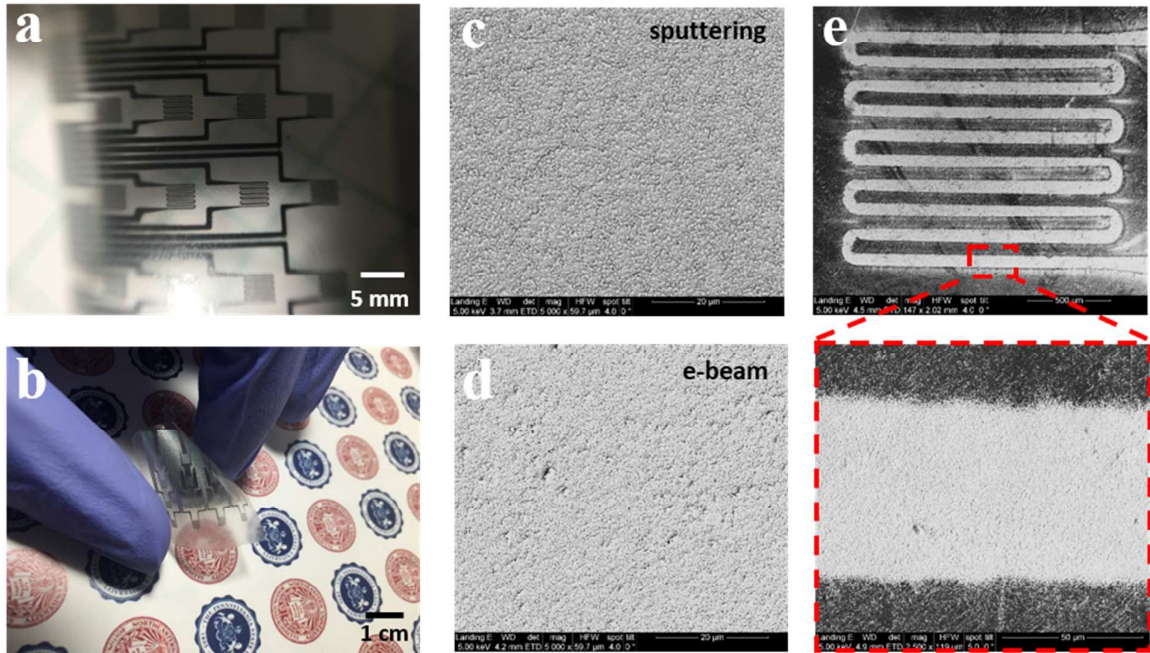 a
5 mm
b
1 cm
c
sputtering
Landing E WD det mag HFW spot tilt
5.00 keV 3.7 mm ETD 5 000 x 59.7 µm 4.0 0 °
20 µm
d
e-beam
Landing E WD det mag HFW spot tilt
5.00 keV 4.2 mm ETD 5 000 x 59.7 µm 4.0 0 °
20 µm
e
Landing E WD det mag HFW spot tilt
5.00 keV 4.5 mm ETD 147 x 2.02 mm 4.0 0 °
500 µm
Landing E WD det mag HFW spot tilt
5.00 keV 4.9 mm ETD 2 500 x 119 µm 5.0 0 °
50 µm